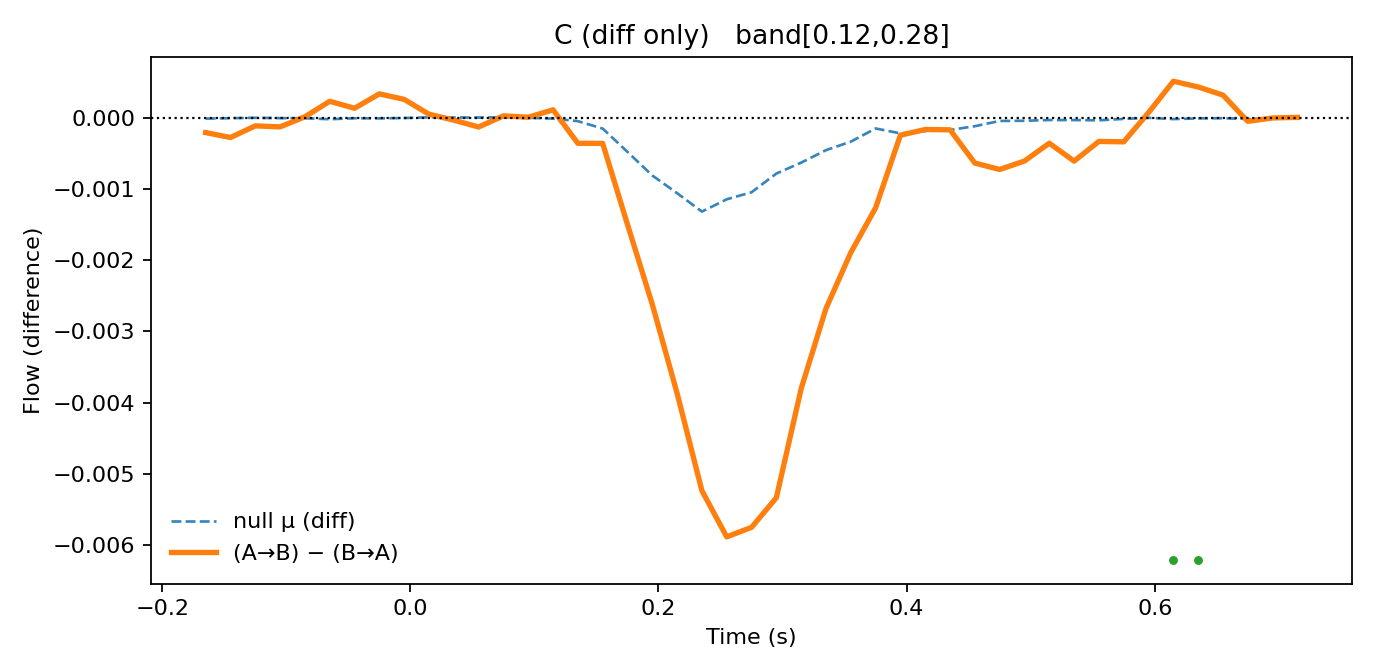 C (diff only)   band[0.12,0.28]
0.000
−0.001
−0.002
−0.003
−0.004
−0.005
−0.006
Flow (difference)
null μ (diff)
(A→B) − (B→A)
−0.2 0.0 0.2 0.4 0.6
Time (s)